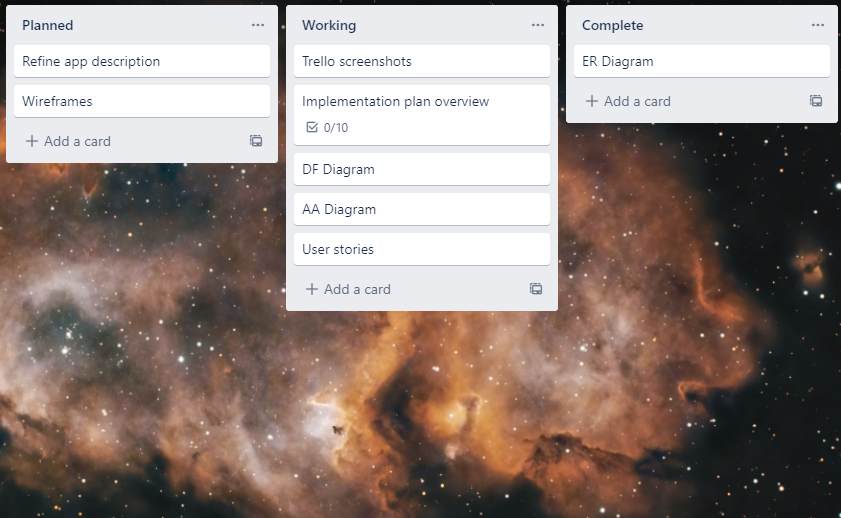 Planned
Refine app description
Wireframes
Add a card
Working
Trello screenshots
Implementation plan overview
0/10
DF Diagram
AA Diagram
User stories
Add a card
Complete
ER Diagram
Add a card